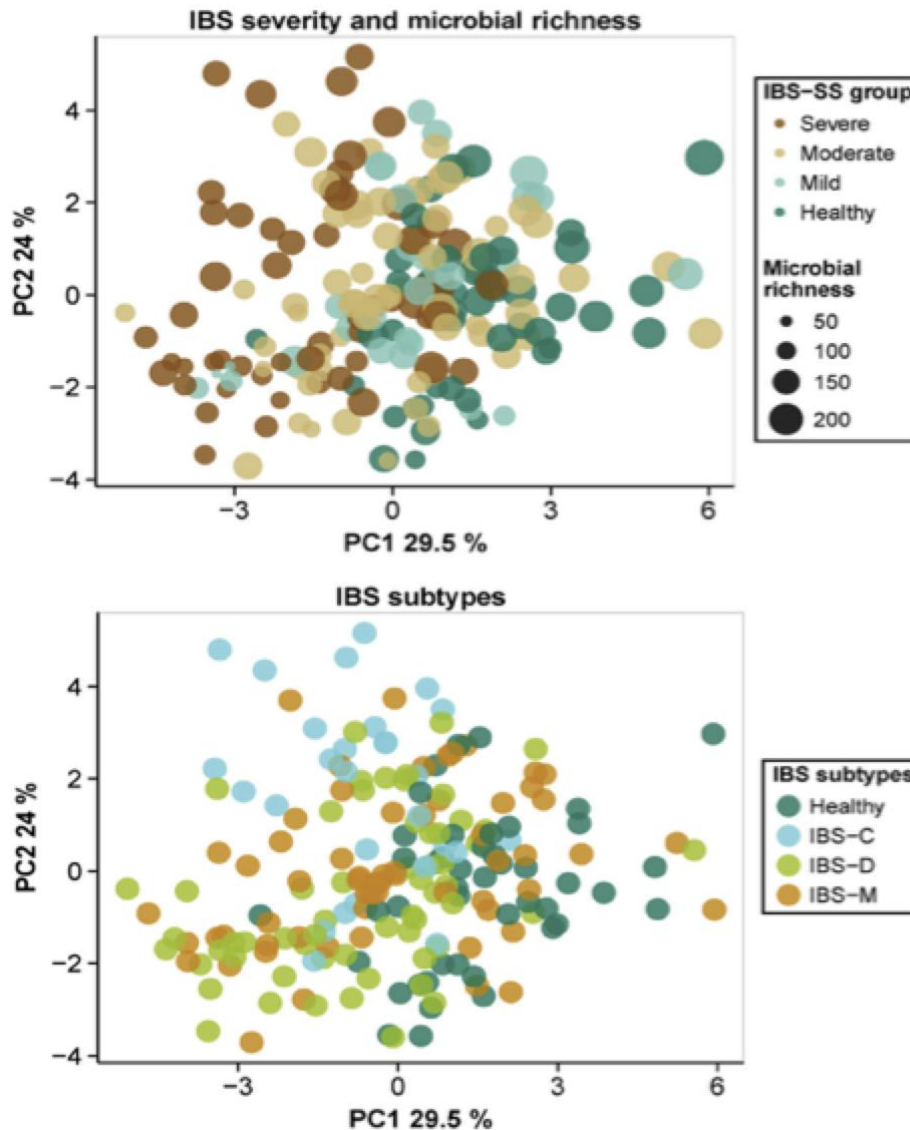 IBS severity and microbial richness
PC2 24 %
4
2
0
−2
−4
−3
0
3
6
PC1 29.5 %
IBS−SS group
Severe
Moderate
Mild
Healthy
Microbial
richness
50
100
150
200
IBS subtypes
PC2 24 %
4
2
0
−2
−4
−3
0
3
6
PC1 29.5 %
IBS subtypes
Healthy
IBS−C
IBS−D
IBS−M